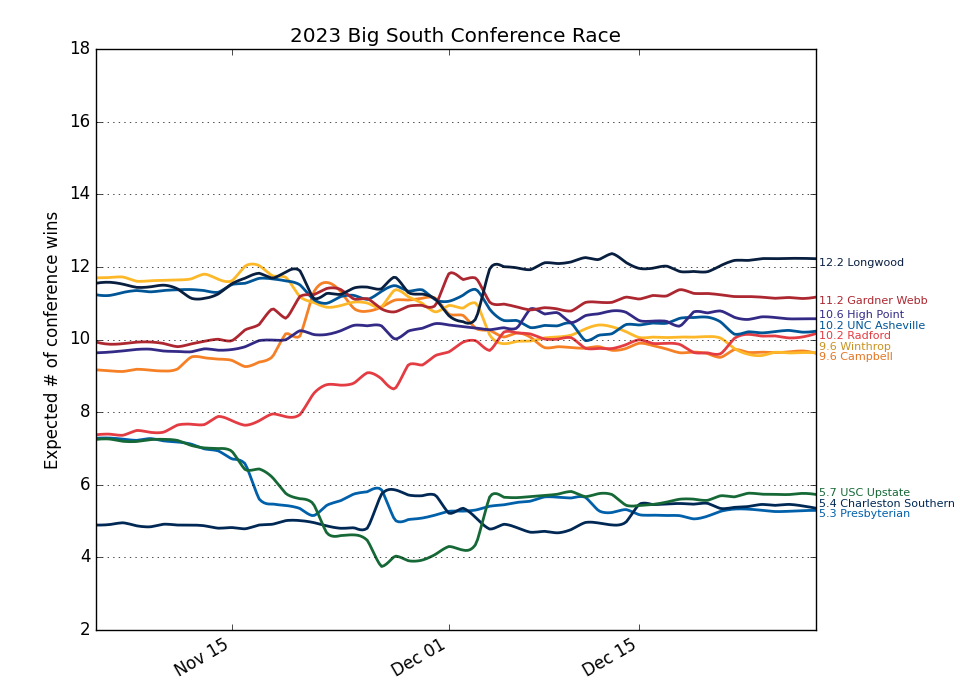 2023 Big South Conference Race
Expected # of conference wins
18
16
14
12
10
8
6
4
2
Nov 15
Dec 01
Dec 15
12.2 Longwood
11.2 Gardner Webb
10.6 High Point
10.2 UNC Asheville
10.2 Radford
9.6 Winthrop
9.6 Campbell
5.7 USC Upstate
5.4 Charleston Southern
5.3 Presbyterian